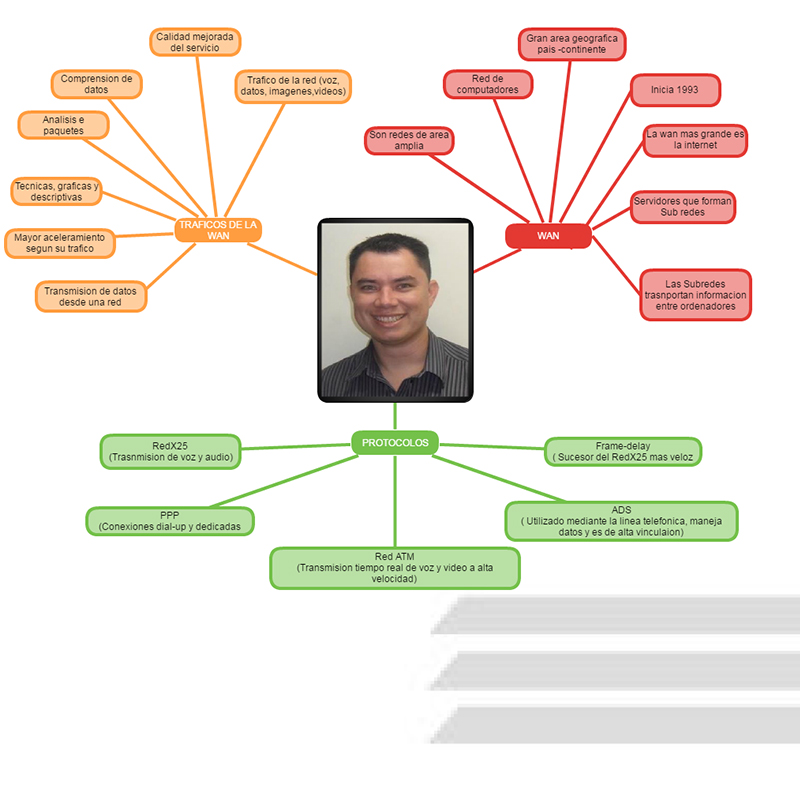 Calidad mejorada
del servicio
Comprension de
datos
Trafico de la red (voz,
datos, imagenes,videos)
Analisis e
paquetes
Tecnicas, graficas y
descriptivas
Mayor aceleramiento
segun su trafico
Transmision de datos
desde una red
TRAFICOS DE LA
WAN
Gran area geografica
pais -continente
Red de
computadores
Inicia 1993
Son redes de area
amplia
La wan mas grande es
la internet
Servidores que forman
Sub redes
WAN
Las Subredes
trasnportan informacion
entre ordenadores
PROTOCOLOS
RedX25
(Trasnmision de voz y audio)
Frame-delay
( Sucesor del RedX25 mas veloz
PPP
(Conexiones dial-up y dedicadas
ADS
( Utilizado mediante la linea telefonica, maneja
datos y es de alta vinculaion)
Red ATM
(Transmision tiempo real de voz y video a alta
velocidad)